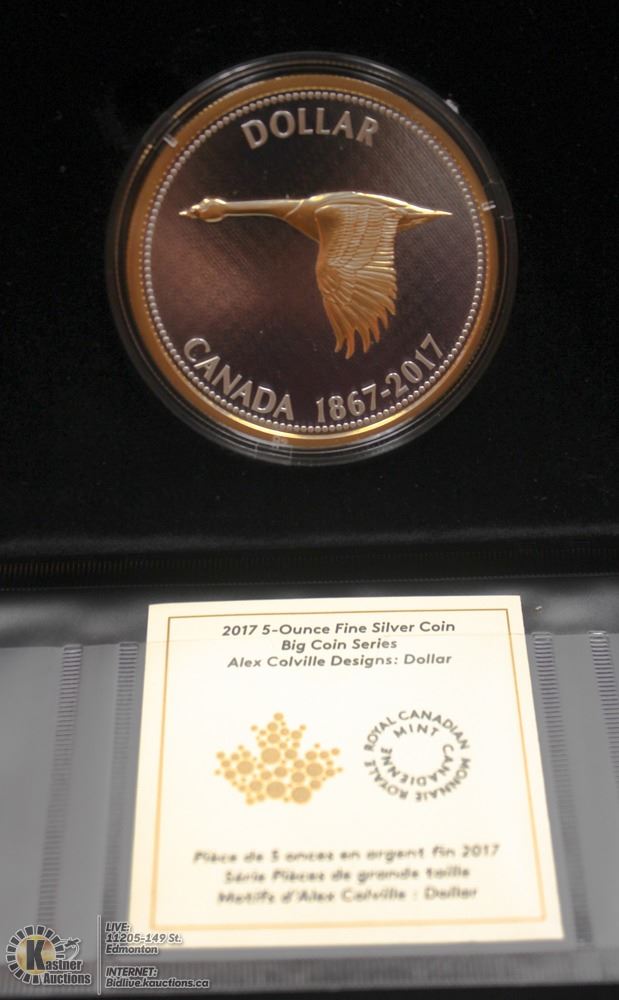 DOLLAR
CANADA 1867-2017
2017 5-Ounce Fine Silver Coin
Big Coin Series
Alex Colville Designs: Dollar
ROYAL CANADIAN MINT
MONNAIE ROYALE CANADIENNE
Pièce de 5 onces en argent fin 2017
Série Pièces de grande taille
Motifs d'Alex Colville : Dollar
Kastner Auctions
LIVE:
11205-149 St.
Edmonton
INTERNET:
Bidlive.kauctions.ca